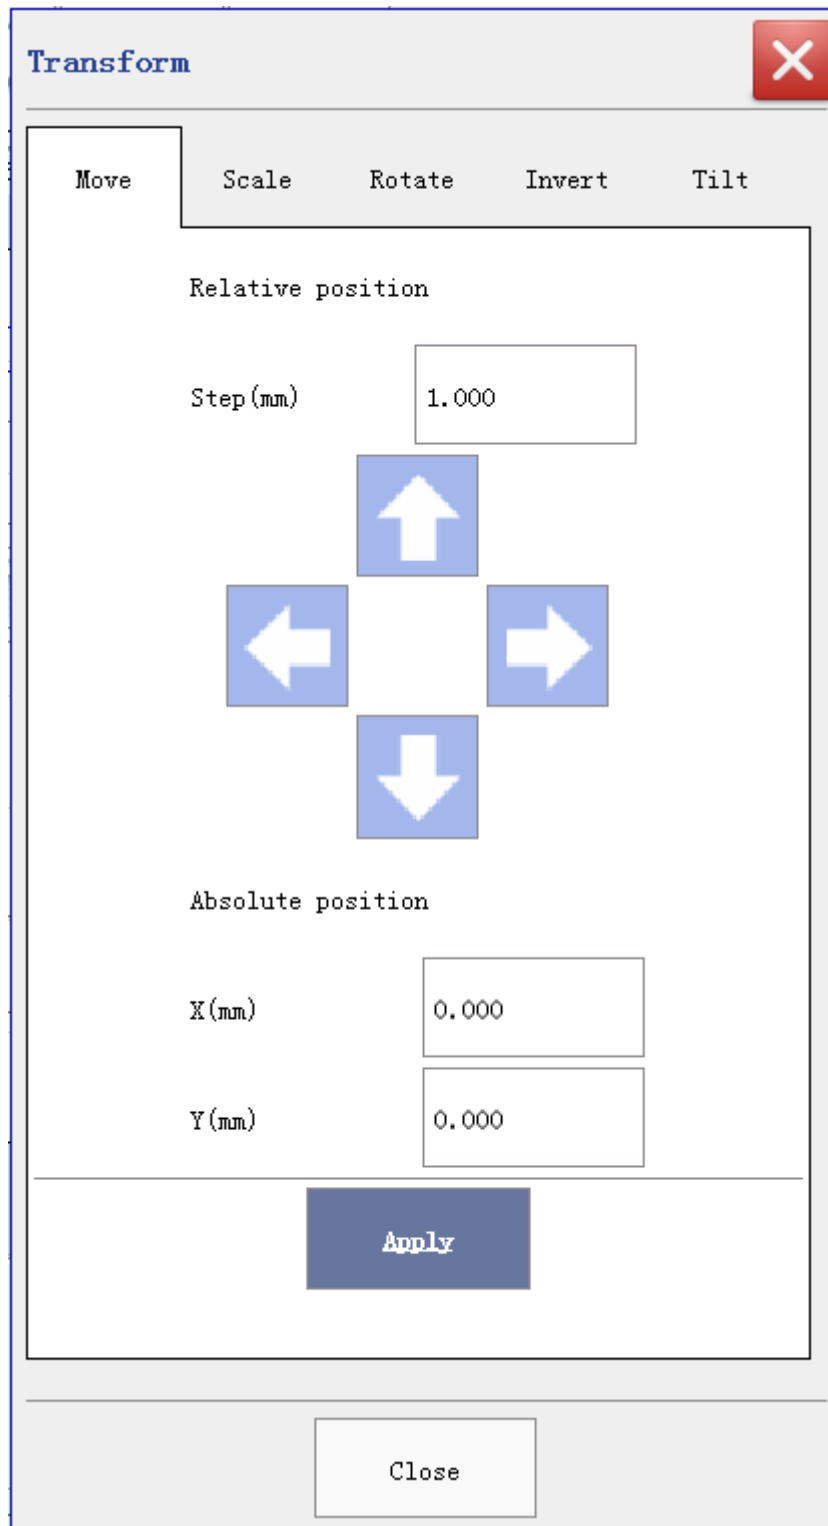 Transform
Move Scale Rotate Invert Tilt
Relative position
Step(mm) 1.000
Absolute position
X(mm) 0.000
Y(mm) 0.000
Apply
Close